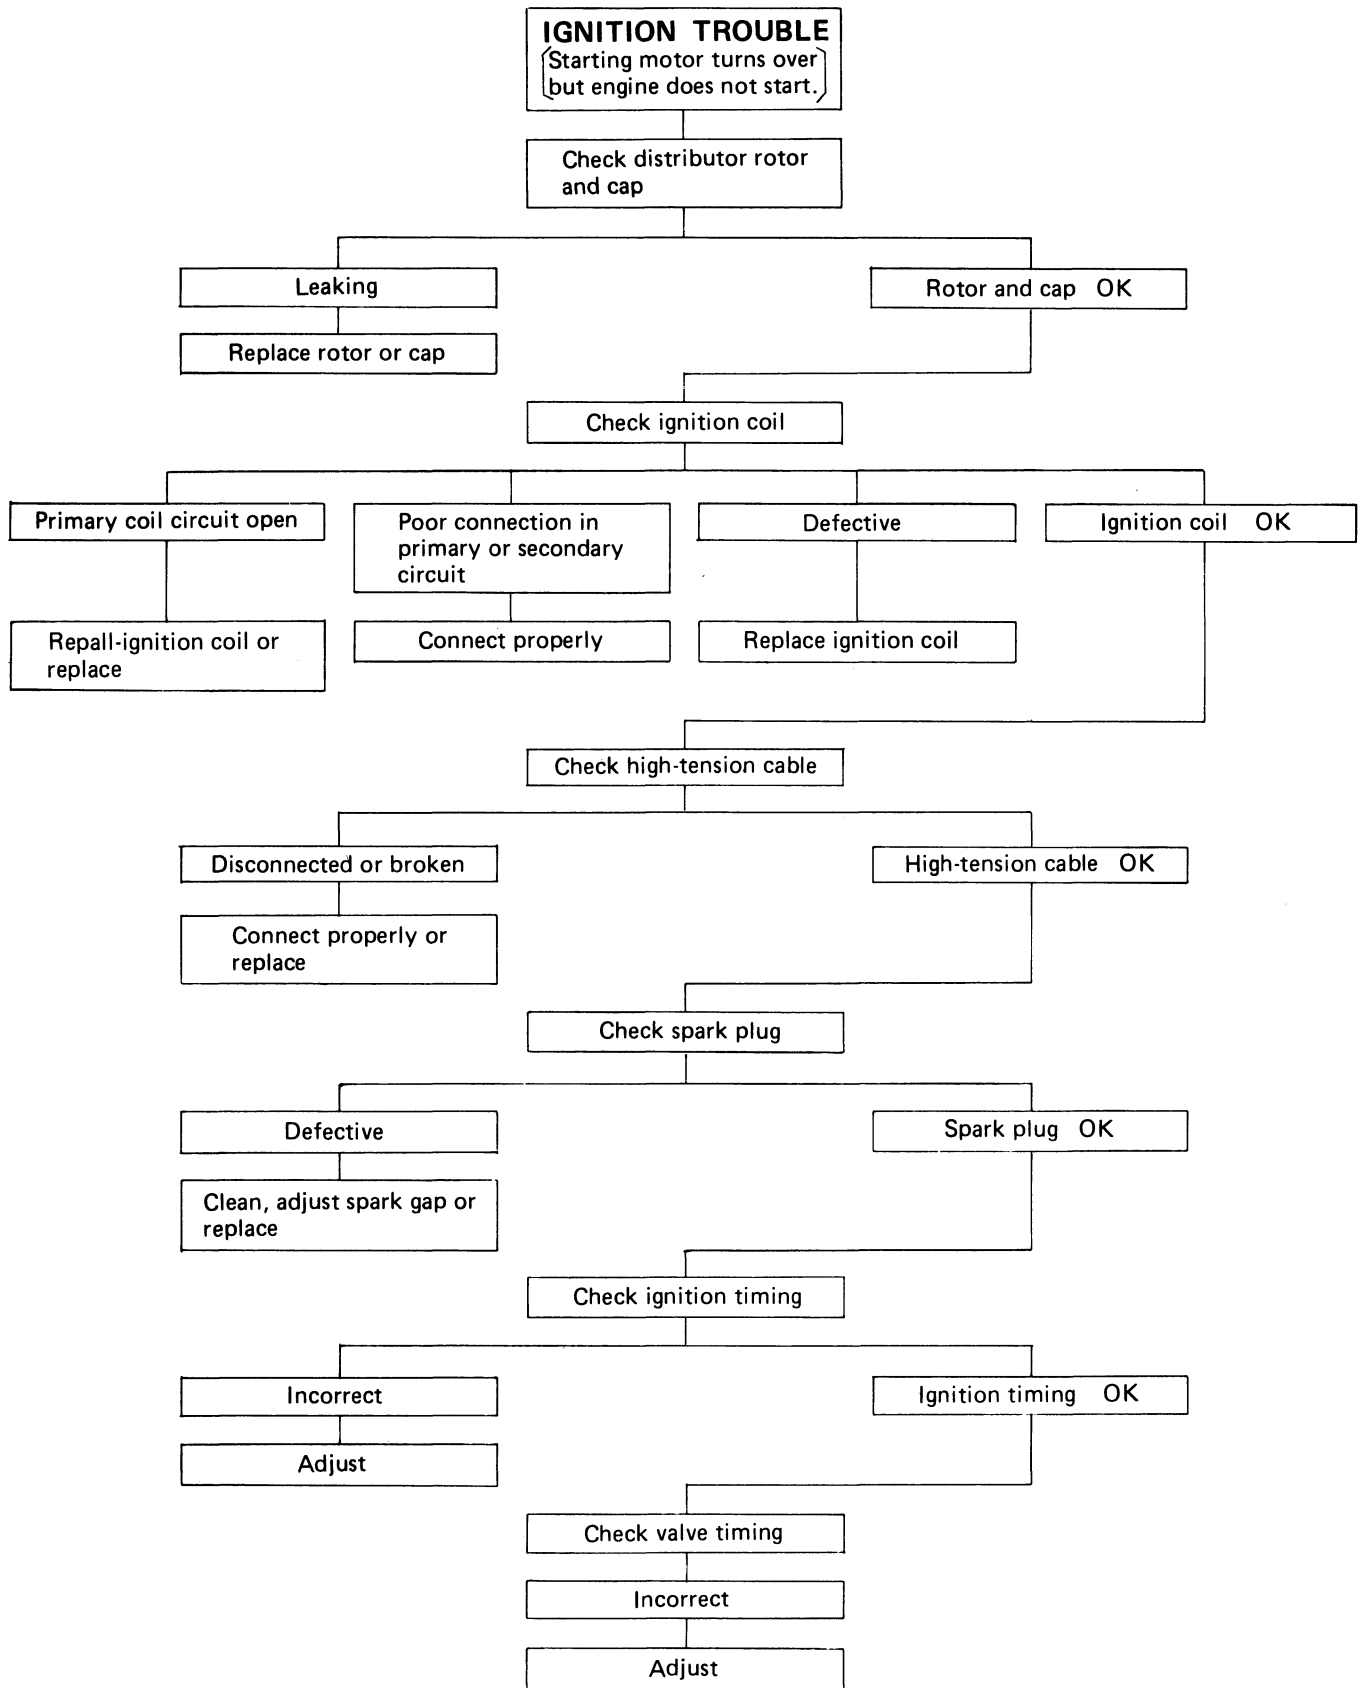 IGNITION TROUBLE
(Starting motor turns over
but engine does not start.)
Check distributor rotor
and cap
Leaking
Rotor and cap OK
Replace rotor or cap
Check ignition coil
Primary coil circuit open
Poor connection in
primary or secondary
circuit
Defective
Ignition coil OK
Repall-ignition coil or
replace
Connect properly
Replace ignition coil
Check high-tension cable
Disconnected or broken
High-tension cable OK
Connect properly or
replace
Check spark plug
Defective
Spark plug OK
Clean, adjust spark gap or
replace
Check ignition timing
Incorrect
Ignition timing OK
Adjust
Check valve timing
Incorrect
Adjust